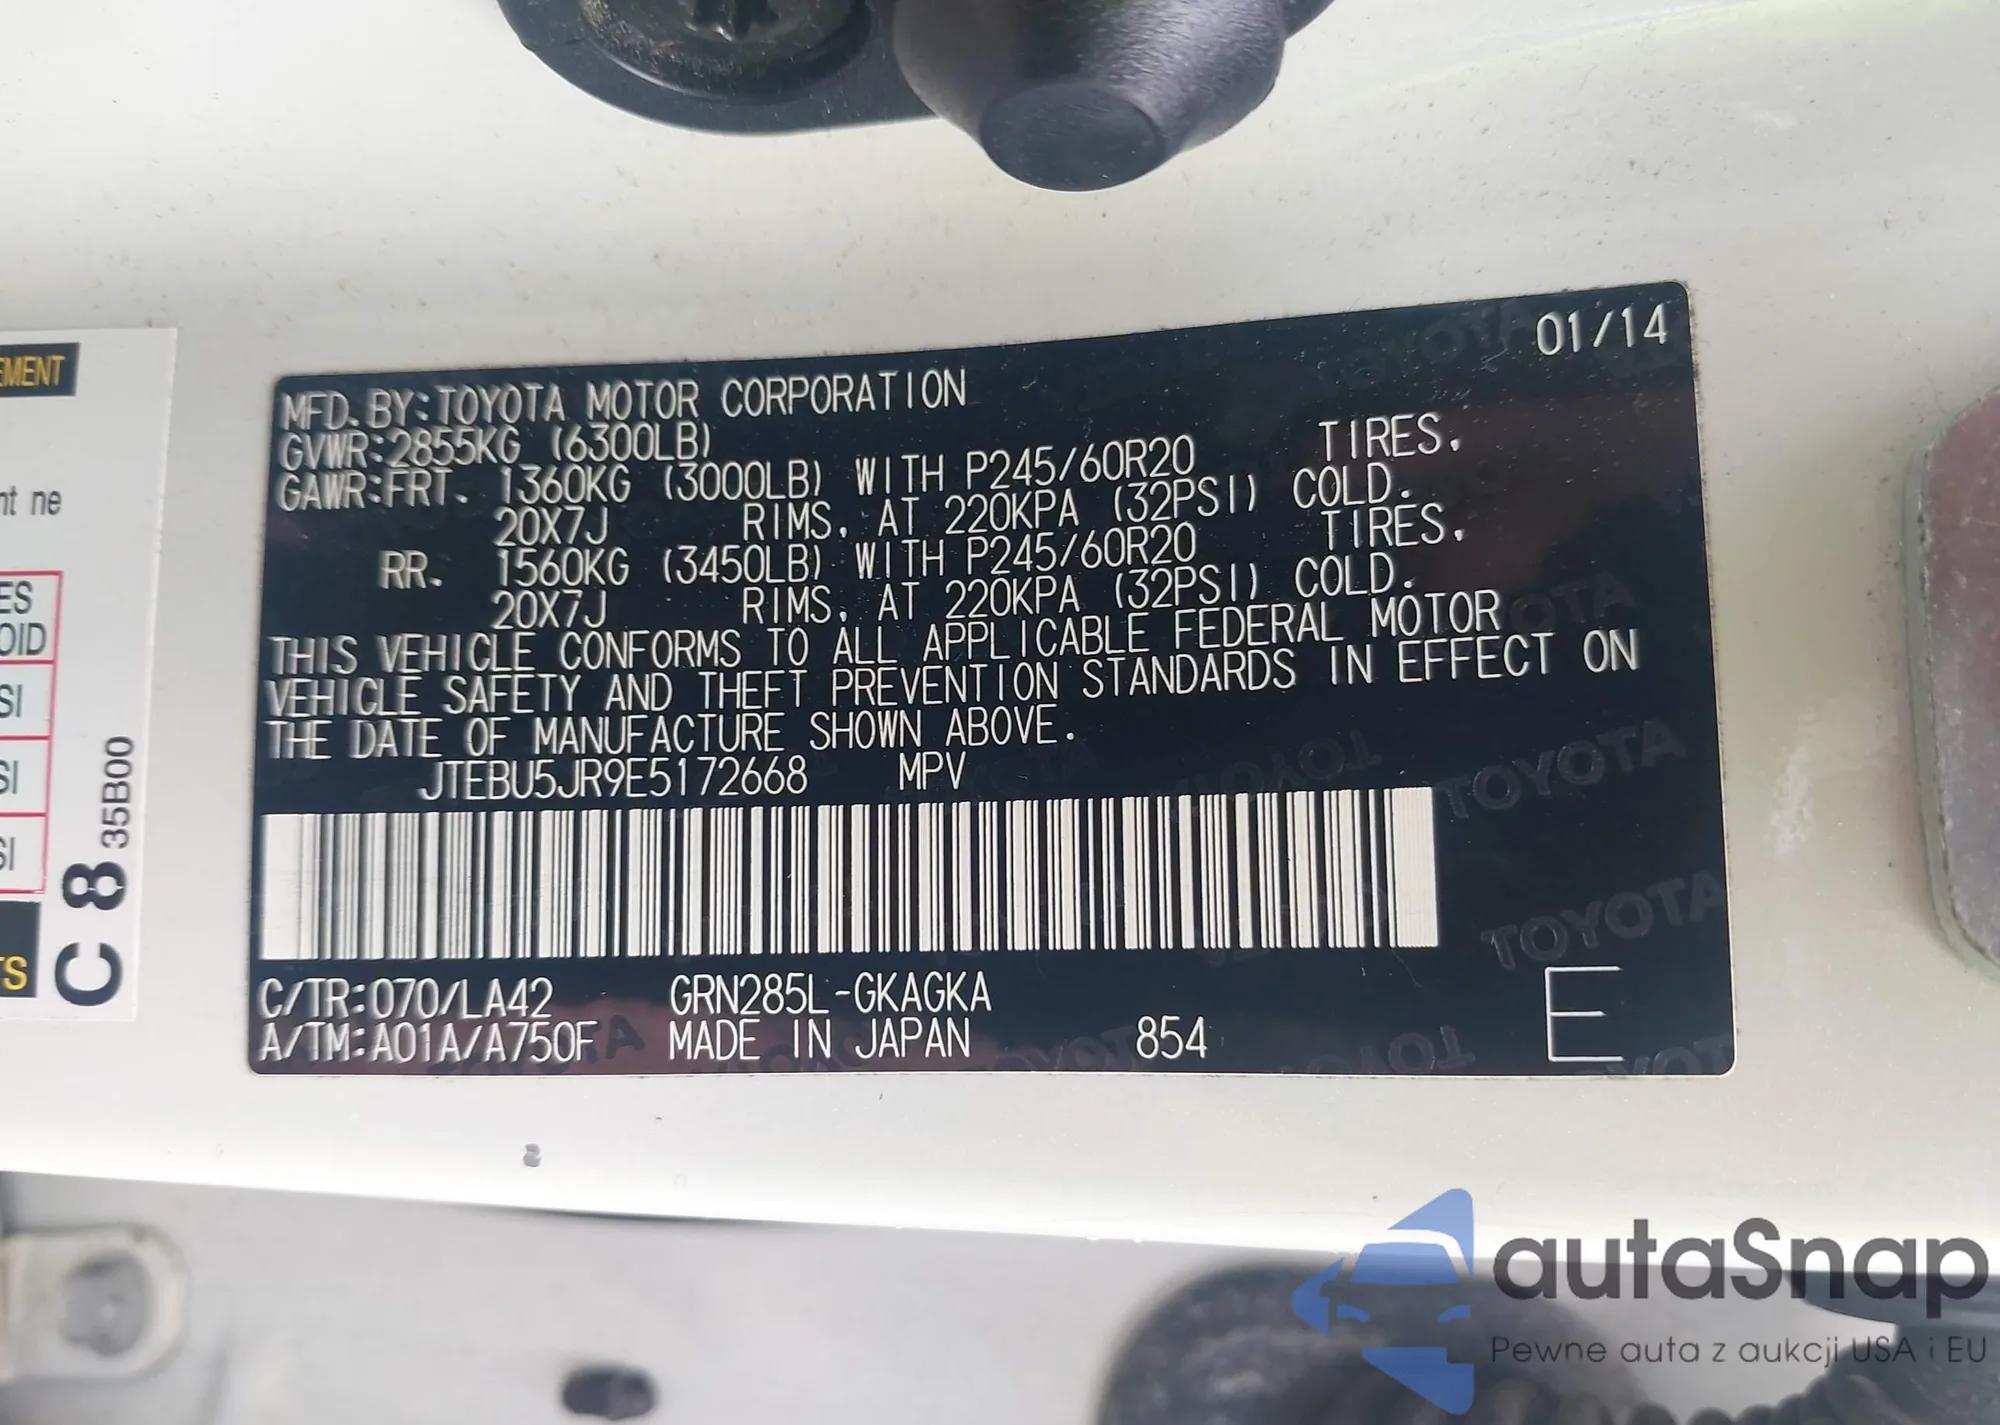 01/14
MFD. BY:TOYOTA MOTOR CORPORATION
GVWR:2855KG (6300LB)
GAWR:FRT. 1360KG (3000LB) WITH P245/60R20 TIRES,
20X7J RIMS, AT 220KPA (32PSI) COLD.
RR. 1560KG (3450LB) WITH P245/60R20 TIRES,
20X7J RIMS, AT 220KPA (32PSI) COLD.
THIS VEHICLE CONFORMS TO ALL APPLICABLE FEDERAL MOTOR
VEHICLE SAFETY AND THEFT PREVENTION STANDARDS IN EFFECT ON
THE DATE OF MANUFACTURE SHOWN ABOVE.
JTEBU5JR9E5172668 MPV
C/TR:070/LA42 GRN285L-GKAGKA
A/TM:A01A/A750F MADE IN JAPAN 854 E
TOYOTA
TOYOTA
C 8 35B00
autaSnap
Pewne auta z aukcji USA i EU